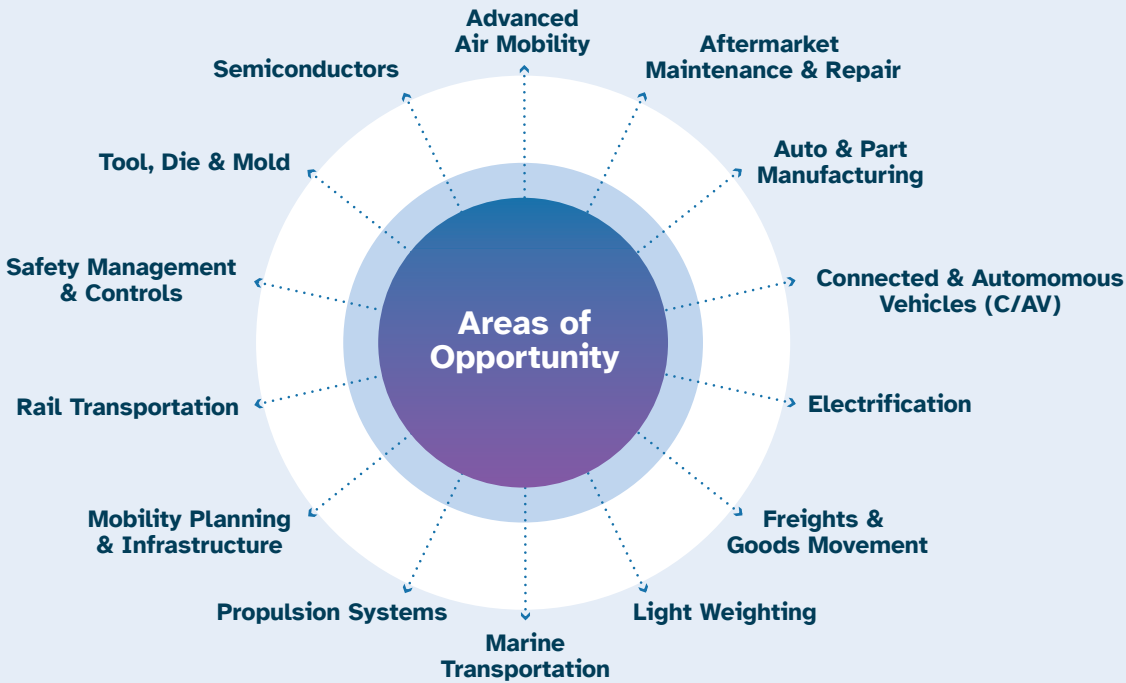 Advanced
Air Mobility
Aftermarket
Maintenance & Repair
Auto & Part
Manufacturing
Connected & Automomous
Vehicles (C/AV)
Electrification
Freights &
Goods Movement
Light Weighting
Marine
Transportation
Propulsion Systems
Mobility Planning
& Infrastructure
Rail Transportation
Safety Management
& Controls
Tool, Die & Mold
Semiconductors
Areas of
Opportunity